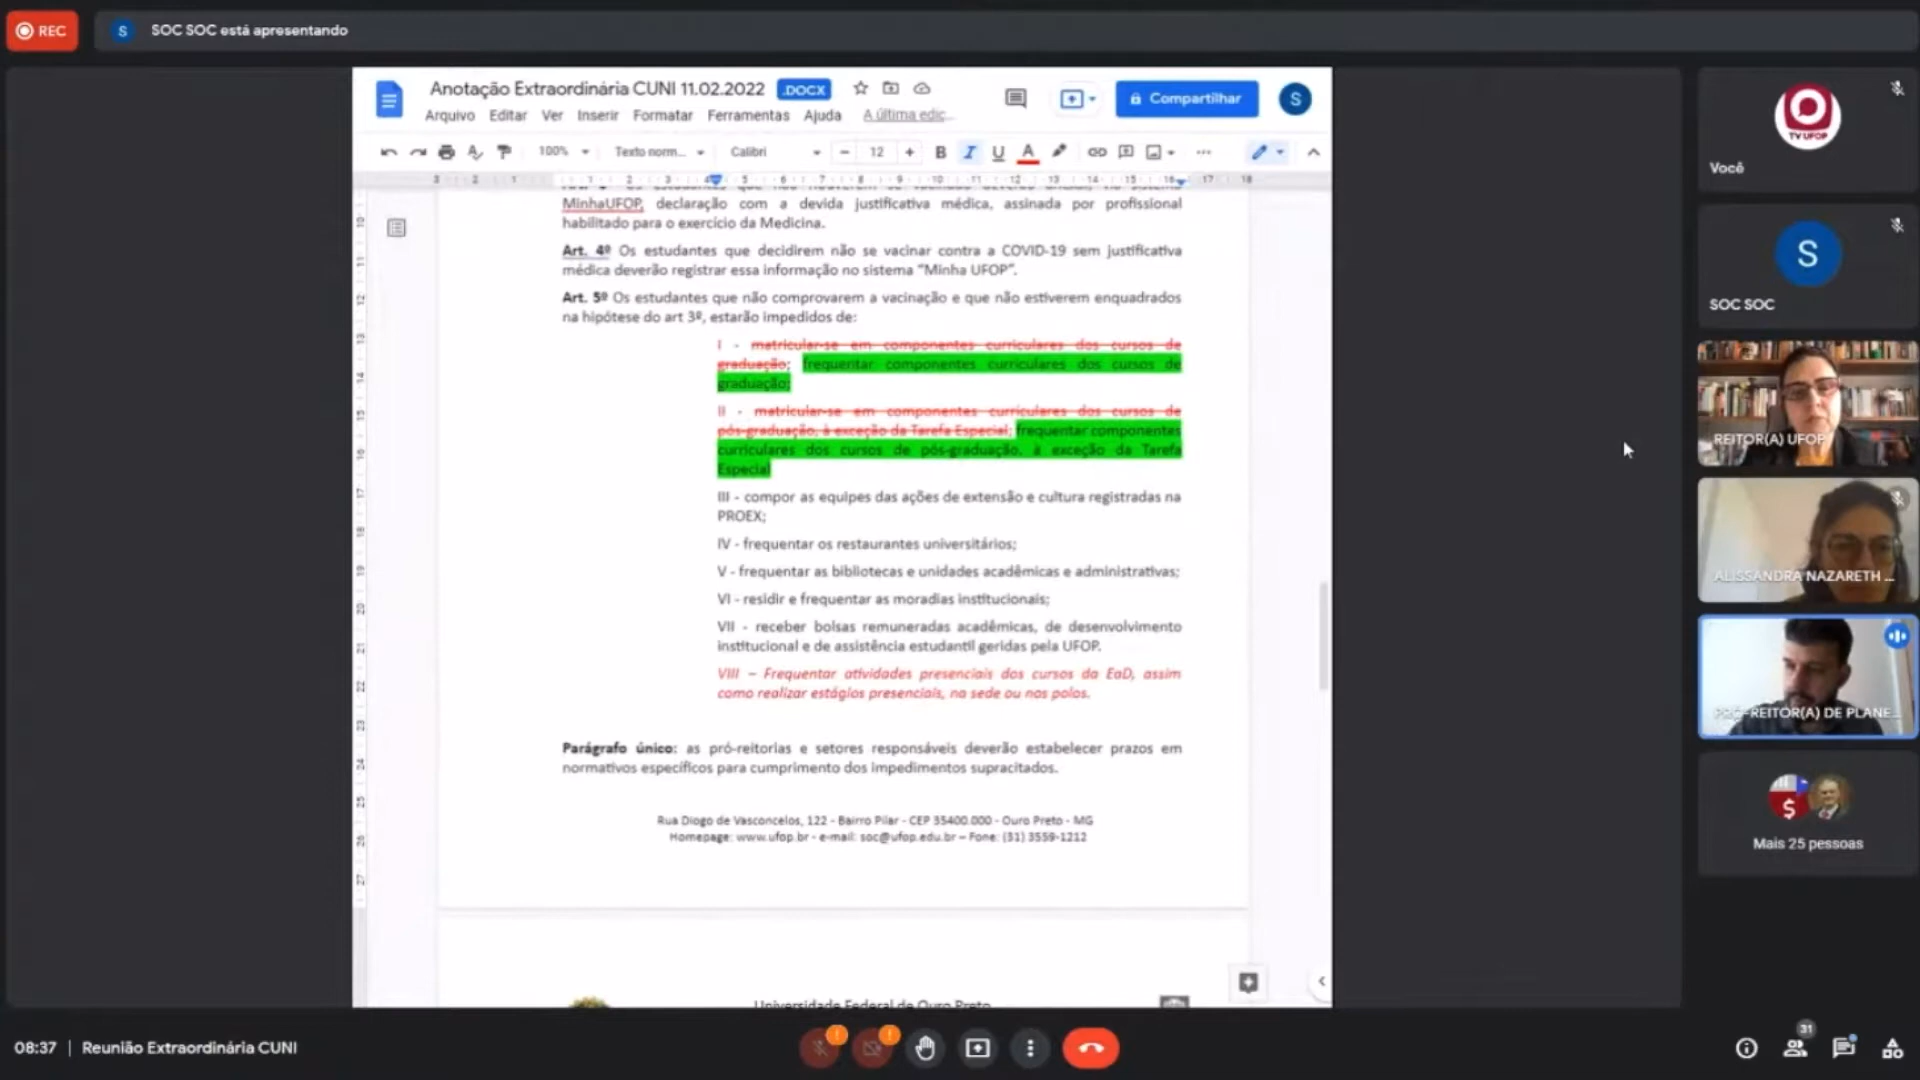 REC
S
SOC SOC está apresentando
Anotação Extraordinária CUNI 11.02.2022 .DOCX
Compartilhar
S
Arquivo Editar Ver Inserir Formatar Ferramentas Ajuda A última ediç...
100% Texto norm... Calibri 12 B I U A
MinhaUFOP, declaração com a devida justificativa médica, assinada por profissional
habilitado para o exercício da Medicina.
Art. 4º Os estudantes que decidirem não se vacinar contra a COVID-19 sem justificativa
médica deverão registrar essa informação no sistema “Minha UFOP”.
Art. 5º Os estudantes que não comprovarem a vacinação e que não estiverem enquadrados
na hipótese do art 3º, estarão impedidos de:
I - matricular-se em componentes curriculares dos cursos de
graduação; frequentar componentes curriculares dos cursos de
graduação;
II - matricular-se em componentes curriculares dos cursos de
pós-graduação, à exceção da Tarefa Especial; frequentar componentes
curriculares dos cursos de pós-graduação, à exceção da Tarefa
Especial
III - compor as equipes das ações de extensão e cultura registradas na
PROEX;
IV - frequentar os restaurantes universitários;
V - frequentar as bibliotecas e unidades acadêmicas e administrativas;
VI - residir e frequentar as moradias institucionais;
VII - receber bolsas remuneradas acadêmicas, de desenvolvimento
institucional e de assistência estudantil geridas pela UFOP.
VIII – Frequentar atividades presenciais dos cursos da EaD, assim
como realizar estágios presenciais, na sede ou nos polos.
Parágrafo único: as pró-reitorias e setores responsáveis deverão estabelecer prazos em
normativos específicos para cumprimento dos impedimentos supracitados.
Rua Diogo de Vasconcelos, 122 - Bairro Pilar - CEP 35400.000 - Ouro Preto - MG
Homepage: www.ufop.br - e-mail: soc@ufop.edu.br – Fone: (31) 3559-1212
Universidade Federal de Ouro Preto
TV UFOP
Você
S
SOC SOC
REITOR(A) UFOP
ALISSANDRA NAZARETH ...
PRÓ-REITOR(A) DE PLANE...
Mais 25 pessoas
08:37 | Reunião Extraordinária CUNI
31